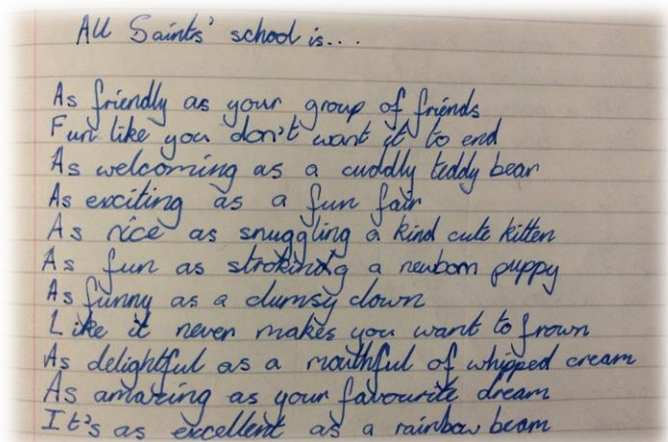 All Saints' school is...
As friendly as your group of friends
Fun like you don't want it to end
As welcoming as a cuddly teddy bear
As exciting as a fun fair
As nice as snuggling a kind cute kitten
As fun as stroking a newborn puppy
As funny as a clumsy clown
Like it never makes you want to frown
As delightful as a mouthful of whipped cream
As amazing as your favourite dream
It's as excellent as a rainbow beam